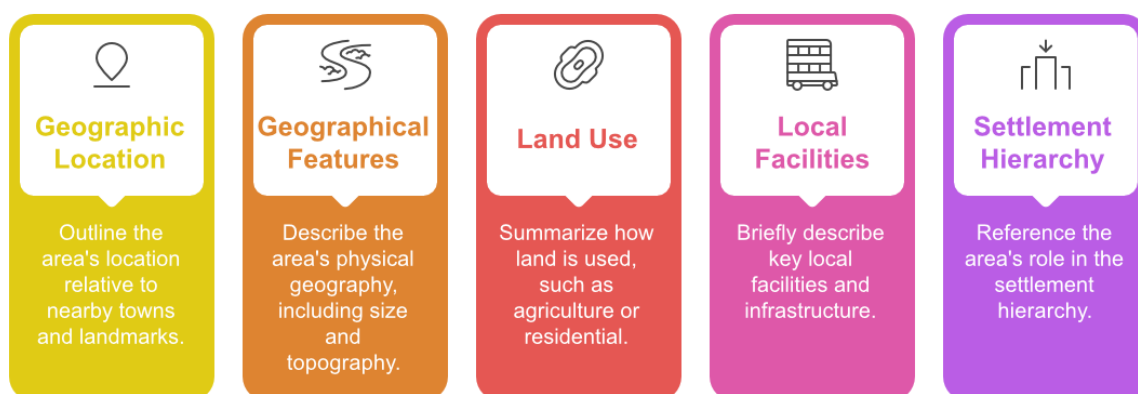 Geographic
Location
Outline the
area's location
relative to
nearby towns
and landmarks.
Geographical
Features
Describe the
area's physical
geography,
including size
and
topography.
Land Use
Summarize how
land is used,
such as
agriculture or
residential.
Local
Facilities
Briefly describe
key local
facilities and
infrastructure.
Settlement
Hierarchy
Reference the
area's role in the
settlement
hierarchy.